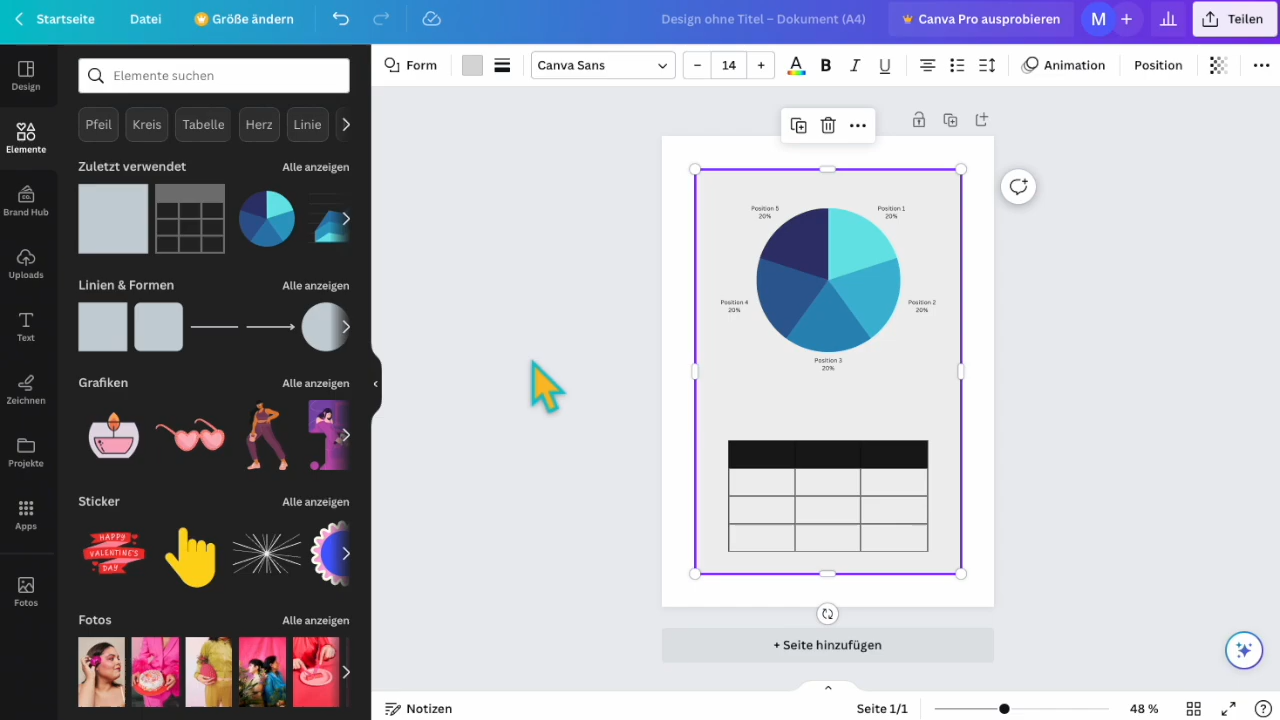 Startseite
Datei
Größe ändern
Design ohne Titel – Dokument (A4)
Canva Pro ausprobieren
M
Teilen
Form
Canva Sans
14
A
B
I
U
Animation
Position
Design
Elemente
Brand Hub
Uploads
Text
Zeichnen
Projekte
Apps
Fotos
Elemente suchen
Pfeil
Kreis
Tabelle
Herz
Linie
Zuletzt verwendet
Alle anzeigen
Linien & Formen
Alle anzeigen
Grafiken
Alle anzeigen
Sticker
Alle anzeigen
HAPPY
VALENTINE'S
DAY
Fotos
Alle anzeigen
Position 5
20%
Position 1
20%
Position 4
20%
Position 2
20%
Position 3
20%
+ Seite hinzufügen
Notizen
Seite 1/1
48 %